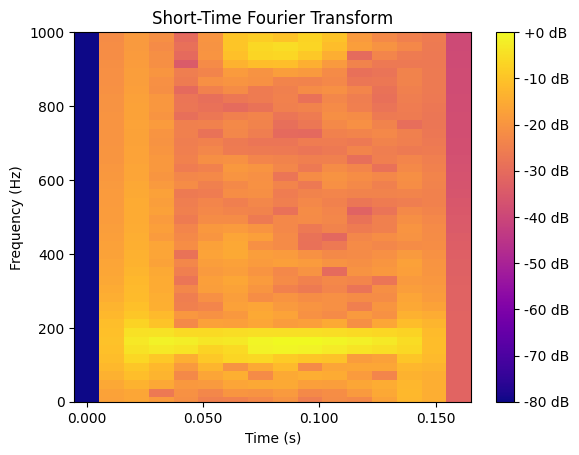 Short-Time Fourier Transform
1000
800
600
400
200
0
Frequency (Hz)
0.000
0.050
0.100
0.150
Time (s)
+0 dB
-10 dB
-20 dB
-30 dB
-40 dB
-50 dB
-60 dB
-70 dB
-80 dB